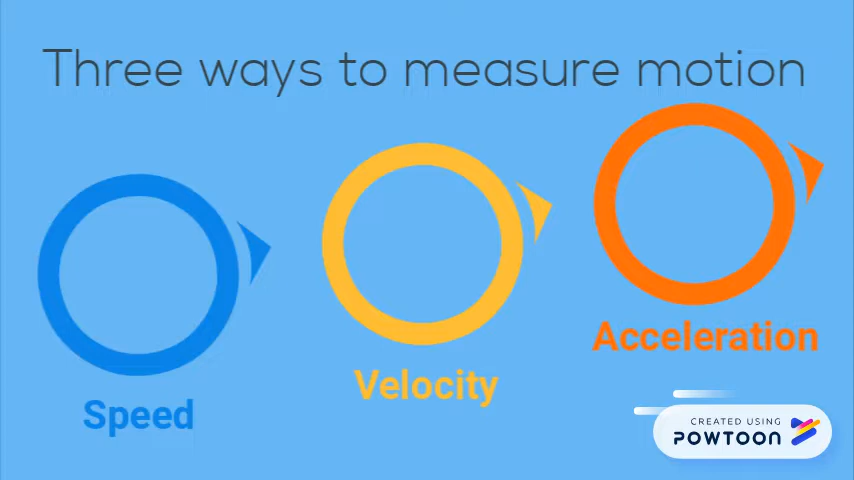 Three ways to measure motion
Speed
Velocity
Acceleration
CREATED USING
POWTOON